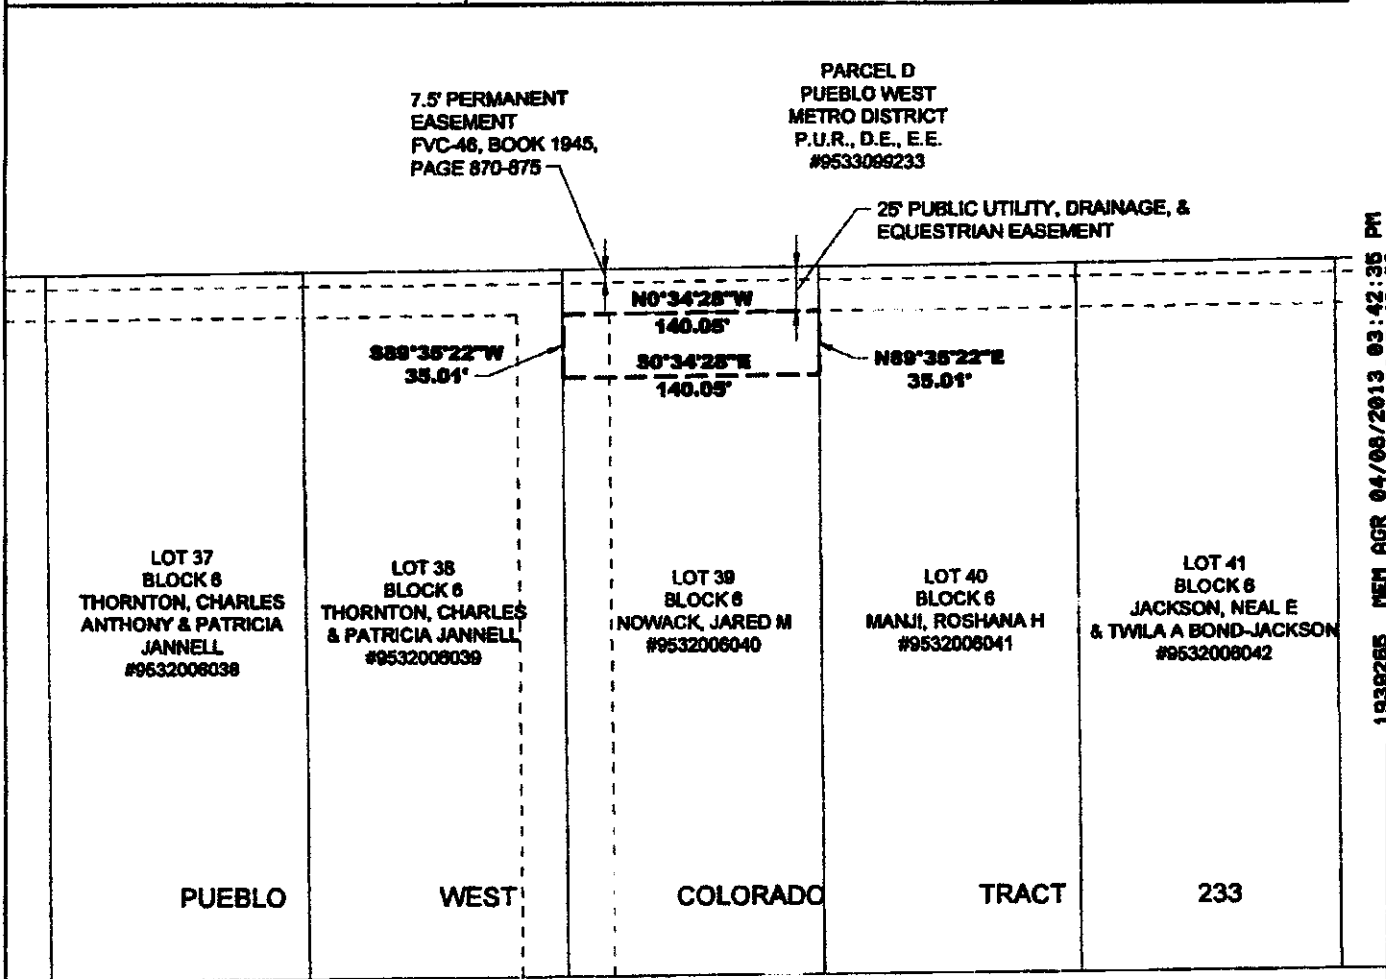 7.5' PERMANENT
EASEMENT
FVC-46, BOOK 1945,
PAGE 870-875
PARCEL D
PUEBLO WEST
METRO DISTRICT
P.U.R., D.E., E.E.
#9533099233
25' PUBLIC UTILITY, DRAINAGE, &
EQUESTRIAN EASEMENT
N0°34'28"W
140.05'
S89°35'22"W
35.01'
S0°34'28"E
140.05'
N89°35'22"E
35.01'
LOT 37
BLOCK 6
THORNTON, CHARLES
ANTHONY & PATRICIA
JANNELL
#9532006038
LOT 38
BLOCK 6
THORNTON, CHARLES
& PATRICIA JANNELL
#9532006039
LOT 39
BLOCK 6
NOWACK, JARED M
#9532006040
LOT 40
BLOCK 6
MANJI, ROSHANA H
#9532006041
LOT 41
BLOCK 6
JACKSON, NEAL E
& TWILA A BOND-JACKSON
#9532006042
PUEBLO WEST COLORADO TRACT 233
1939265 MEM AGR 04/08/2013 03:42:35 PM